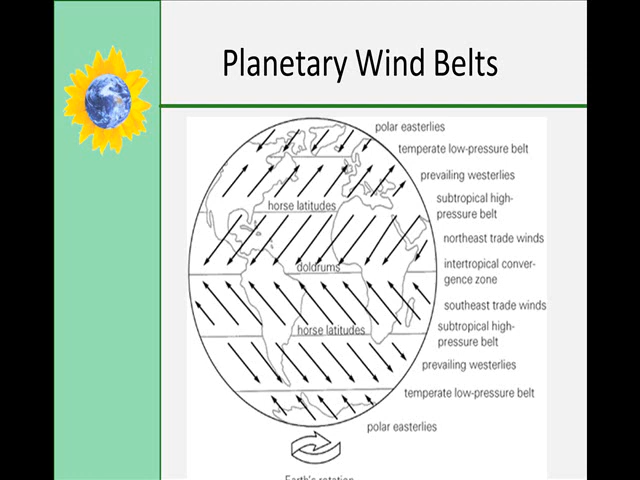 Planetary Wind Belts
polar easterlies
temperate low-pressure belt
prevailing westerlies
subtropical high-
pressure belt
horse latitudes
northeast trade winds
doldrums
intertropical conver-
gence zone
southeast trade winds
horse latitudes
subtropical high-
pressure belt
prevailing westerlies
temperate low-pressure belt
polar easterlies
Earth's rotation